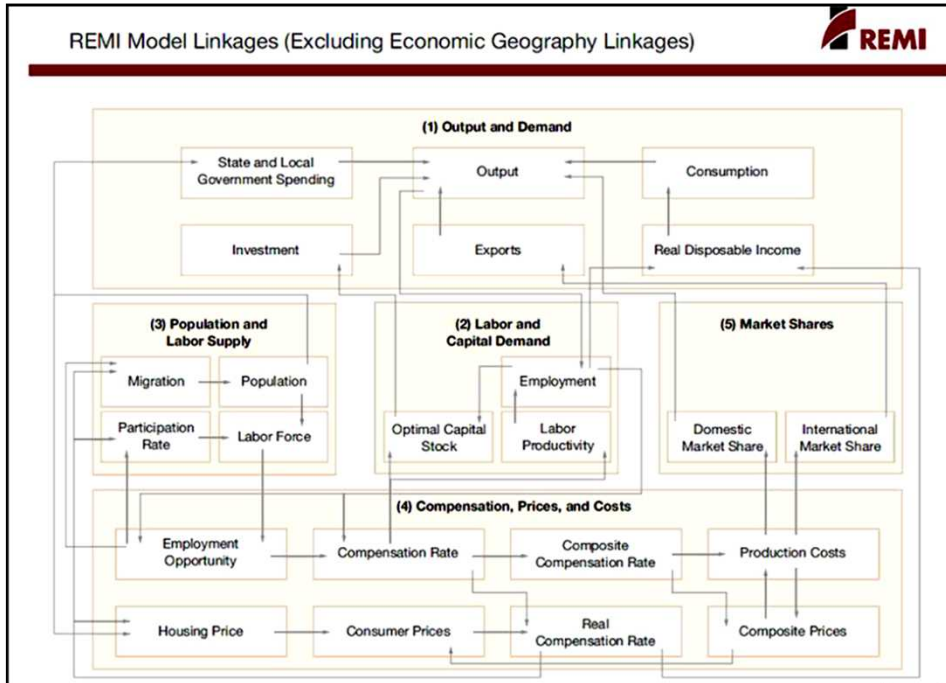 REMI Model Linkages (Excluding Economic Geography Linkages)
REMI
(1) Output and Demand
State and Local
Government Spending
Output
Consumption
Investment
Exports
Real Disposable Income
(3) Population and
Labor Supply
(2) Labor and
Capital Demand
(5) Market Shares
Migration
Population
Employment
Participation
Rate
Labor Force
Optimal Capital
Stock
Labor
Productivity
Domestic
Market Share
International
Market Share
(4) Compensation, Prices, and Costs
Employment
Opportunity
Compensation Rate
Composite
Compensation Rate
Production Costs
Housing Price
Consumer Prices
Real
Compensation Rate
Composite Prices